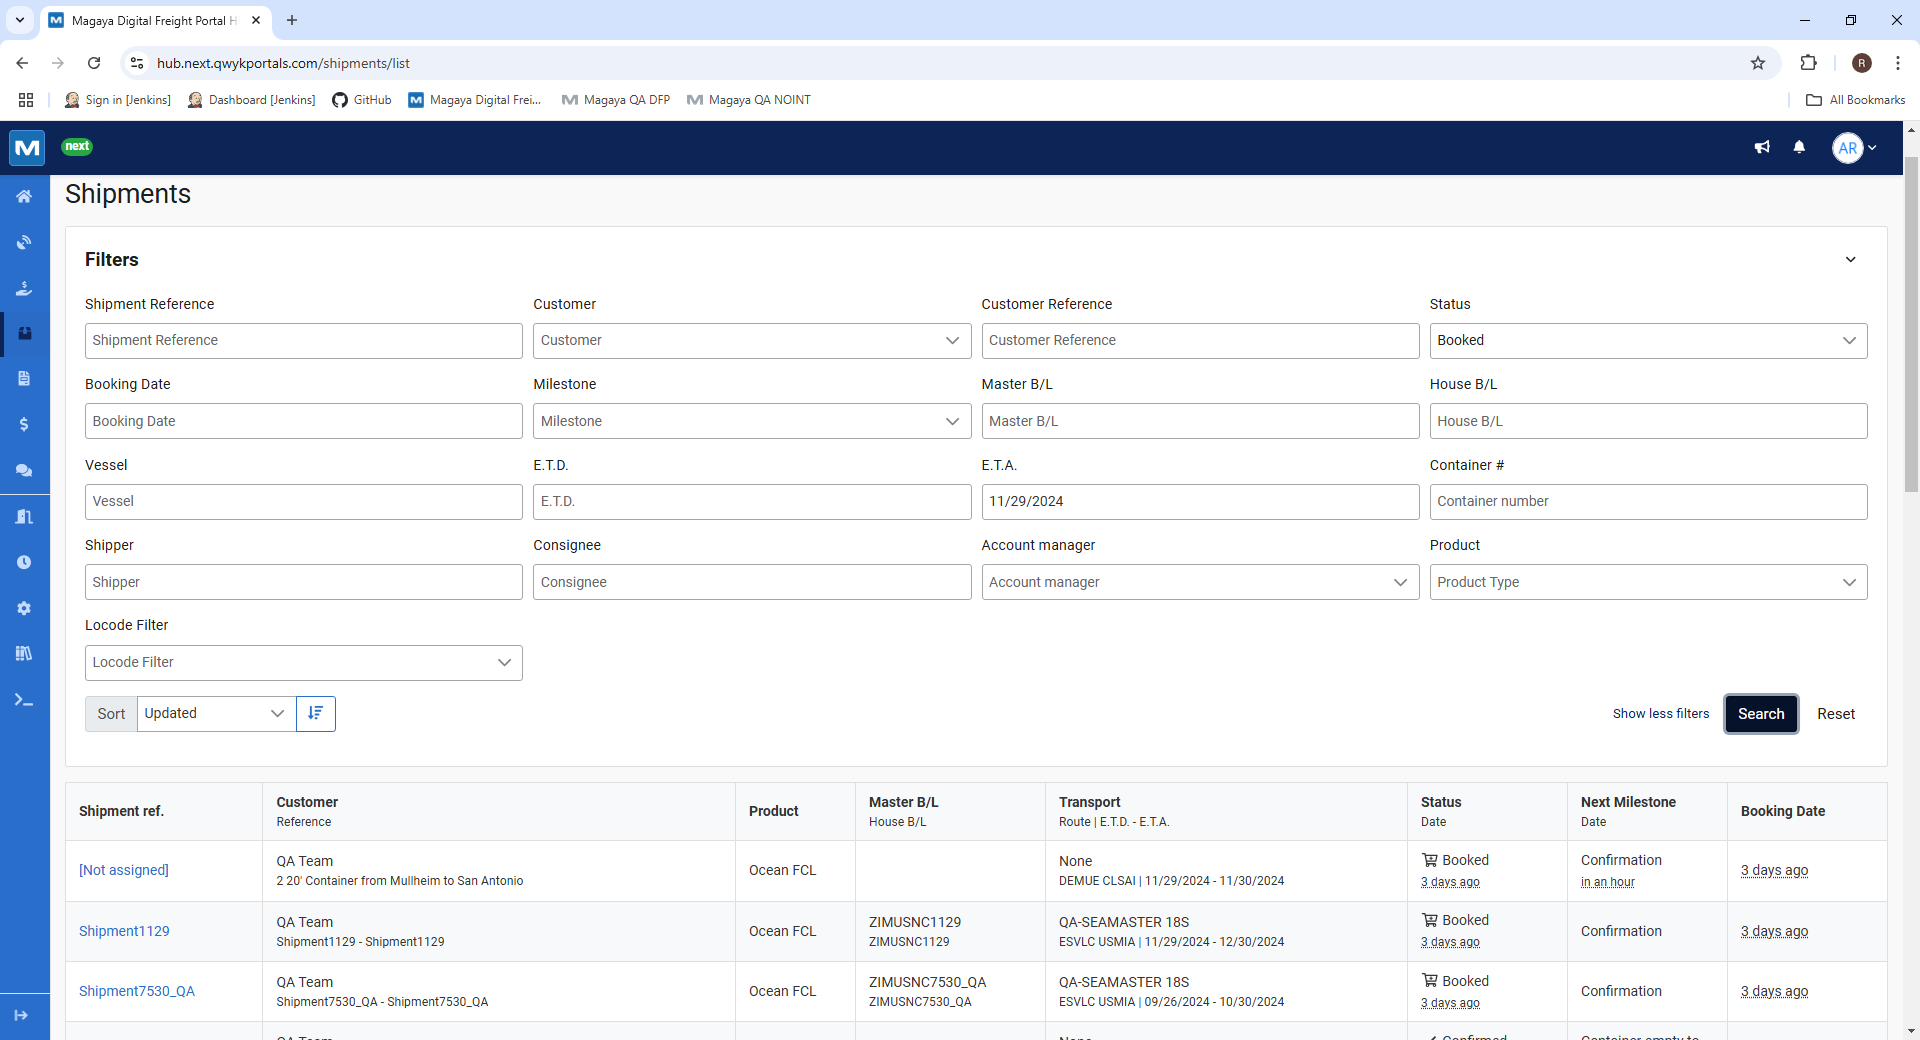 Magaya Digital Freight Portal H
hub.next.qwykportals.com/shipments/list
R
Sign in [Jenkins]
Dashboard [Jenkins]
GitHub
Magaya Digital Frei...
Magaya QA DFP
Magaya QA NOINT
All Bookmarks
next
AR
Shipments
Filters
Shipment Reference
Customer
Customer Reference
Status
Shipment Reference
Customer
Customer Reference
Booked
Booking Date
Milestone
Master B/L
House B/L
Booking Date
Milestone
Master B/L
House B/L
Vessel
E.T.D.
E.T.A.
Container #
Vessel
E.T.D.
11/29/2024
Container number
Shipper
Consignee
Account manager
Product
Shipper
Consignee
Account manager
Product Type
Locode Filter
Locode Filter
Sort
Updated
Show less filters
Search
Reset
Shipment ref.
Customer
Reference
Product
Master B/L
House B/L
Transport
Route | E.T.D. - E.T.A.
Status
Date
Next Milestone
Date
Booking Date
[Not assigned]
QA Team
2 20' Container from Mullheim to San Antonio
Ocean FCL
None
DEMUE CLSAI | 11/29/2024 - 11/30/2024
Booked
3 days ago
Confirmation
in an hour
3 days ago
Shipment1129
QA Team
Shipment1129 - Shipment1129
Ocean FCL
ZIMUSNC1129
ZIMUSNC1129
QA-SEAMASTER 18S
ESVLC USMIA | 11/29/2024 - 12/30/2024
Booked
3 days ago
Confirmation
3 days ago
Shipment7530_QA
QA Team
Shipment7530_QA - Shipment7530_QA
Ocean FCL
ZIMUSNC7530_QA
ZIMUSNC7530_QA
QA-SEAMASTER 18S
ESVLC USMIA | 09/26/2024 - 10/30/2024
Booked
3 days ago
Confirmation
3 days ago
QA Team
None
Confirmed
Container empty to